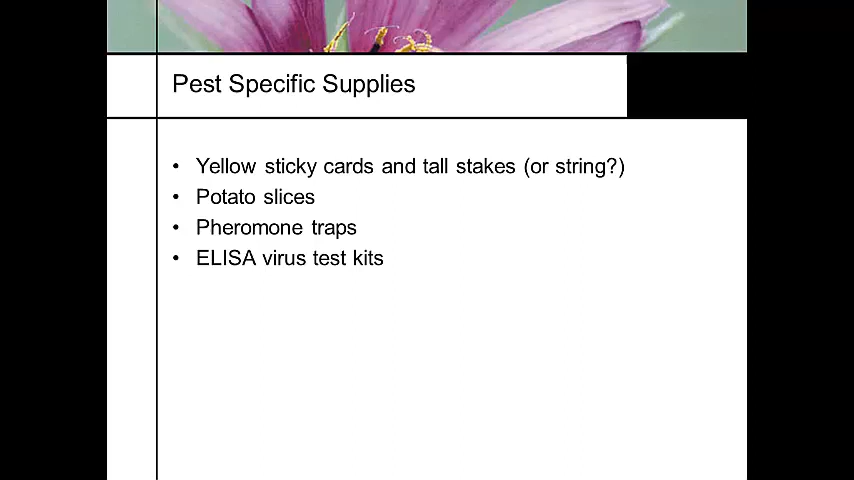 Pest Specific Supplies
• Yellow sticky cards and tall stakes (or string?)
• Potato slices
• Pheromone traps
• ELISA virus test kits